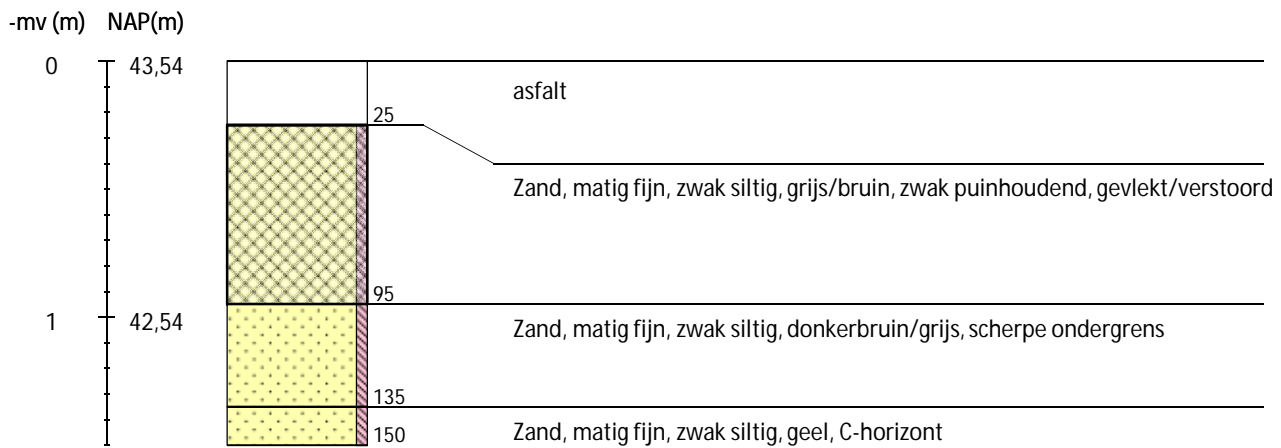 -mv (m) NAP(m)
0 43,54
asfalt
25
Zand, matig fijn, zwak siltig, grijs/bruin, zwak puinhoudend, gevlekt/verstoord
95
1 42,54
Zand, matig fijn, zwak siltig, donkerbruin/grijs, scherpe ondergrens
135
150
Zand, matig fijn, zwak siltig, geel, C-horizont